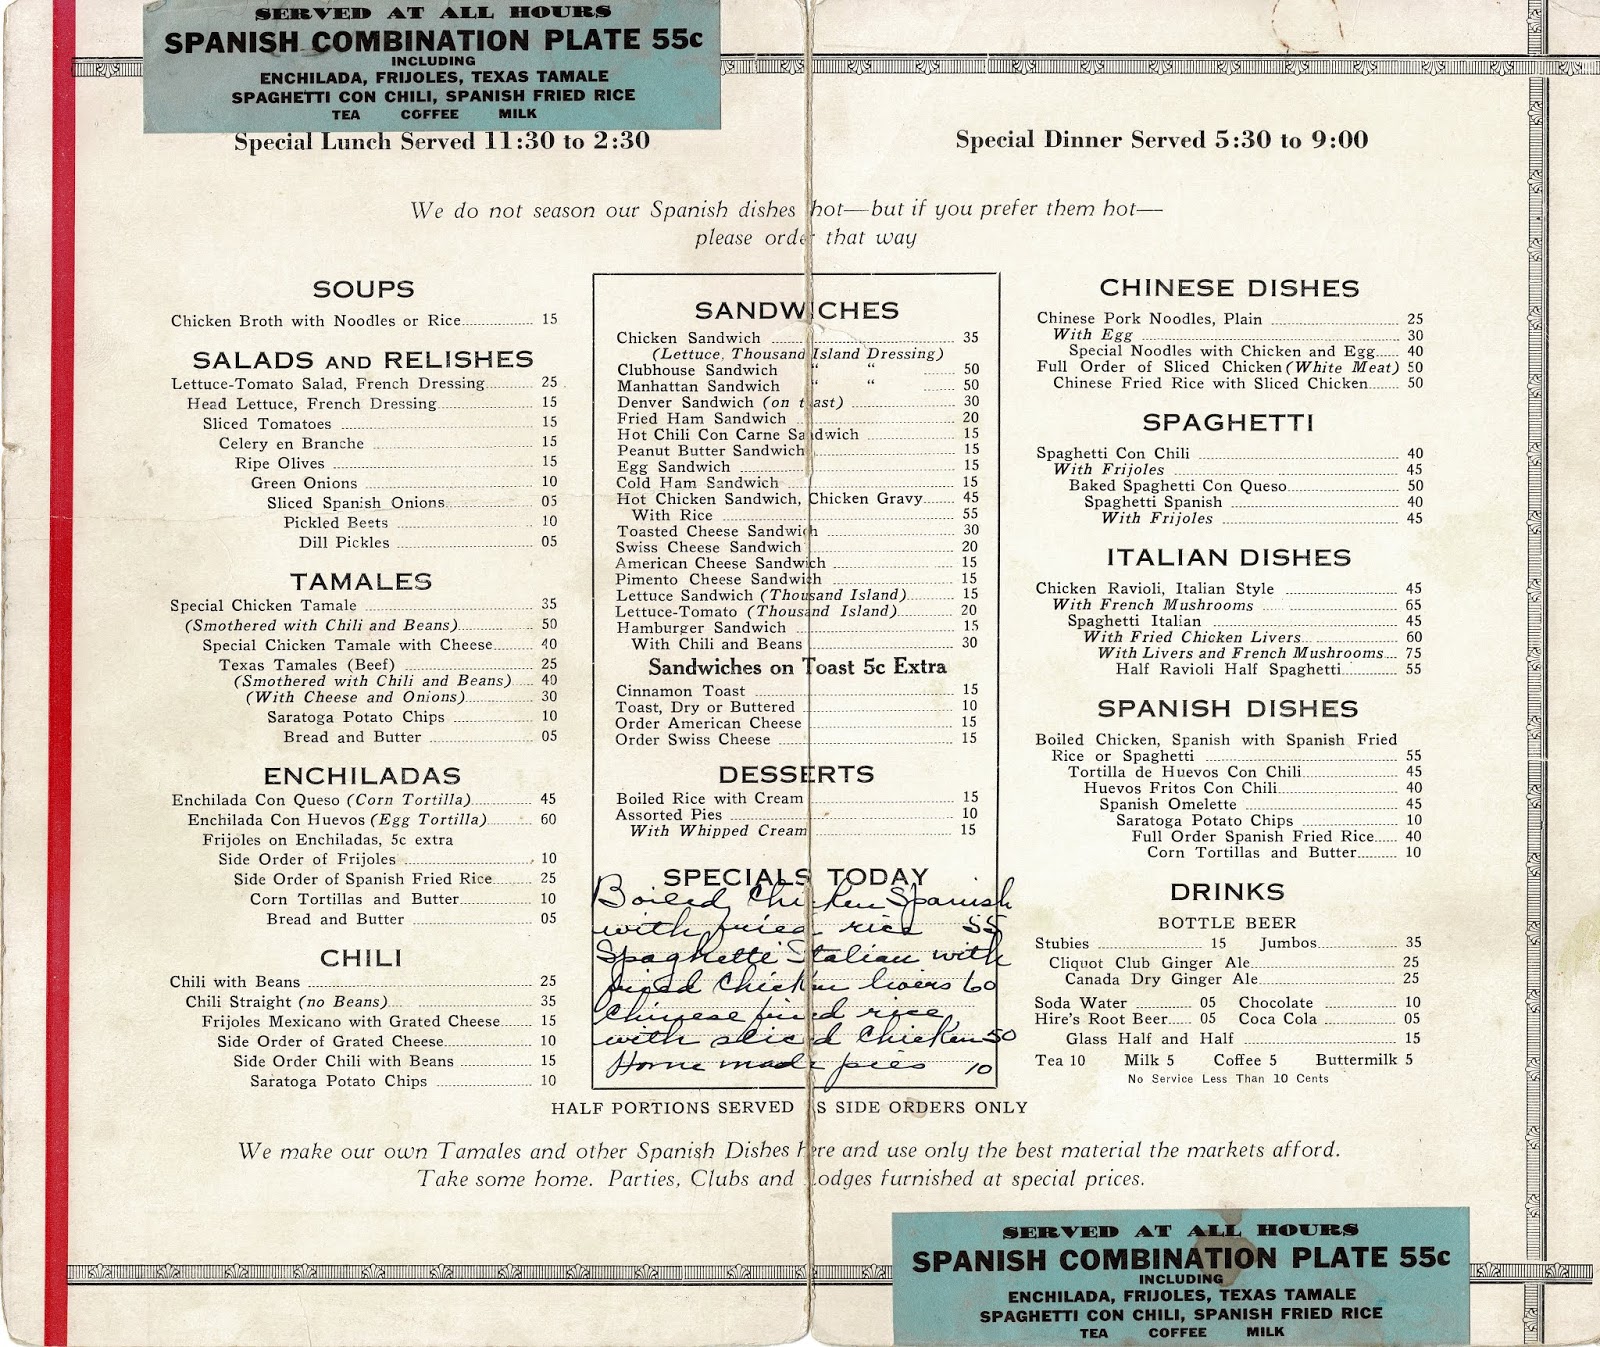 SERVED AT ALL HOURS
SPANISH COMBINATION PLATE 55c
INCLUDING
ENCHILADA, FRIJOLES, TEXAS TAMALE
SPAGHETTI CON CHILI, SPANISH FRIED RICE
TEA COFFEE MILK
Special Lunch Served 11:30 to 2:30
Special Dinner Served 5:30 to 9:00
We do not season our Spanish dishes hot—but if you prefer them hot—
please order that way
SOUPS
Chicken Broth with Noodles or Rice 15
SALADS AND RELISHES
Lettuce-Tomato Salad, French Dressing 25
Head Lettuce, French Dressing 15
Sliced Tomatoes 15
Celery en Branche 15
Ripe Olives 15
Green Onions 10
Sliced Spanish Onions 05
Pickled Beets 10
Dill Pickles 05
TAMALES
Special Chicken Tamale 35
(Smothered with Chili and Beans) 50
Special Chicken Tamale with Cheese 40
Texas Tamales (Beef) 25
(Smothered with Chili and Beans) 40
(With Cheese and Onions) 30
Saratoga Potato Chips 10
Bread and Butter 05
ENCHILADAS
Enchilada Con Queso (Corn Tortilla) 45
Enchilada Con Huevos (Egg Tortilla) 60
Frijoles on Enchiladas, 5c extra
Side Order of Frijoles 10
Side Order of Spanish Fried Rice 25
Corn Tortillas and Butter 10
Bread and Butter 05
CHILI
Chili with Beans 25
Chili Straight (no Beans) 35
Frijoles Mexicano with Grated Cheese 15
Side Order of Grated Cheese 10
Side Order Chili with Beans 15
Saratoga Potato Chips 10
SANDWICHES
Chicken Sandwich 35
(Lettuce, Thousand Island Dressing)
Clubhouse Sandwich “ “ 50
Manhattan Sandwich “ “ 50
Denver Sandwich (on toast) 30
Fried Ham Sandwich 20
Hot Chili Con Carne Sandwich 15
Peanut Butter Sandwich 15
Egg Sandwich 15
Cold Ham Sandwich 15
Hot Chicken Sandwich, Chicken Gravy 45
With Rice 55
Toasted Cheese Sandwich 30
Swiss Cheese Sandwich 20
American Cheese Sandwich 15
Pimento Cheese Sandwich 15
Lettuce Sandwich (Thousand Island) 15
Lettuce-Tomato (Thousand Island) 20
Hamburger Sandwich 15
With Chili and Beans 30
Sandwiches on Toast 5c Extra
Cinnamon Toast 15
Toast, Dry or Buttered 10
Order American Cheese 15
Order Swiss Cheese 15
DESSERTS
Boiled Rice with Cream 15
Assorted Pies 10
With Whipped Cream 15
SPECIALS TODAY
Boiled Chicken Spanish
with fried rice 55
Spaghetti Italian with
fried Chicken livers 60
Chinese fried rice
with sliced Chicken 50
Home made pies 10
CHINESE DISHES
Chinese Pork Noodles, Plain 25
With Egg 30
Special Noodles with Chicken and Egg 40
Full Order of Sliced Chicken (White Meat) 50
Chinese Fried Rice with Sliced Chicken 50
SPAGHETTI
Spaghetti Con Chili 40
With Frijoles 45
Baked Spaghetti Con Queso 50
Spaghetti Spanish 40
With Frijoles 45
ITALIAN DISHES
Chicken Ravioli, Italian Style 45
With French Mushrooms 65
Spaghetti Italian 45
With Fried Chicken Livers 60
With Livers and French Mushrooms 75
Half Ravioli Half Spaghetti 55
SPANISH DISHES
Boiled Chicken, Spanish with Spanish Fried
Rice or Spaghetti 55
Tortilla de Huevos Con Chili 45
Huevos Fritos Con Chili 40
Spanish Omelette 45
Saratoga Potato Chips 10
Full Order Spanish Fried Rice 40
Corn Tortillas and Butter 10
DRINKS
BOTTLE BEER
Stubies 15 Jumbos 35
Cliquot Club Ginger Ale 25
Canada Dry Ginger Ale 25
Soda Water 05 Chocolate 10
Hire's Root Beer 05 Coca Cola 05
Glass Half and Half 15
Tea 10 Milk 5 Coffee 5 Buttermilk 5
No Service Less Than 10 Cents
HALF PORTIONS SERVED AS SIDE ORDERS ONLY
We make our own Tamales and other Spanish Dishes here and use only the best material the markets afford.
Take some home. Parties, Clubs and Lodges furnished at special prices.
SERVED AT ALL HOURS
SPANISH COMBINATION PLATE 55c
INCLUDING
ENCHILADA, FRIJOLES, TEXAS TAMALE
SPAGHETTI CON CHILI, SPANISH FRIED RICE
TEA COFFEE MILK